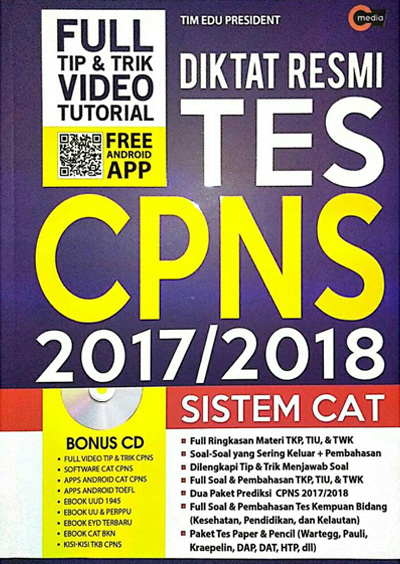 FULL
TIP & TRIK
VIDEO
TUTORIAL
FREE
ANDROID
APP
TIM EDU PRESIDENT
C media
DIKTAT RESMI
TES
CPNS
2017/2018
SISTEM CAT
BONUS CD
• FULL VIDEO TIP & TRIK CPNS
• SOFTWARE CAT CPNS
• APPS ANDROID CAT CPNS
• APPS ANDROID TOEFL
• EBOOK UUD 1945
• EBOOK UU & PERPPU
• EBOOK EYD TERBARU
• EBOOK CAT BKN
• KISI-KISI TKB CPNS
Full Ringkasan Materi TKP, TIU, & TWK
Soal-Soal yang Sering Keluar + Pembahasan
Dilengkapi Tip & Trik Menjawab Soal
Full Soal & Pembahasan TKP, TIU, & TWK
Dua Paket Prediksi CPNS 2017/2018
Full Soal & Pembahasan Tes Kempuan Bidang
(Kesehatan, Pendidikan, dan Kelautan)
Paket Tes Paper & Pencil (Wartegg, Pauli,
Kraepelin, DAP, DAT, HTP, dll)